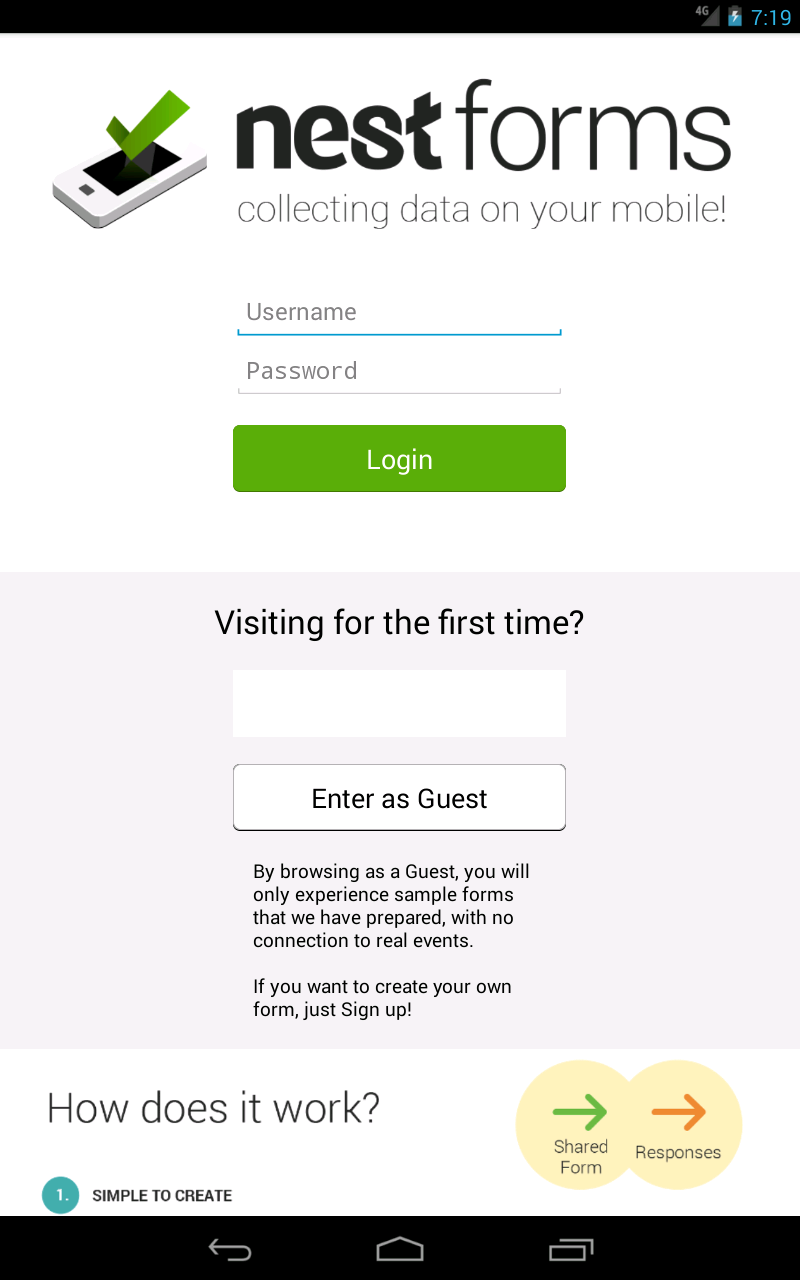 4G 7:19
nestforms
collecting data on your mobile!
Username
Password
Login
Visiting for the first time?
Enter as Guest
By browsing as a Guest, you will
only experience sample forms
that we have prepared, with no
connection to real events.
If you want to create your own
form, just Sign up!
How does it work?
Shared
Form
Responses
1. SIMPLE TO CREATE